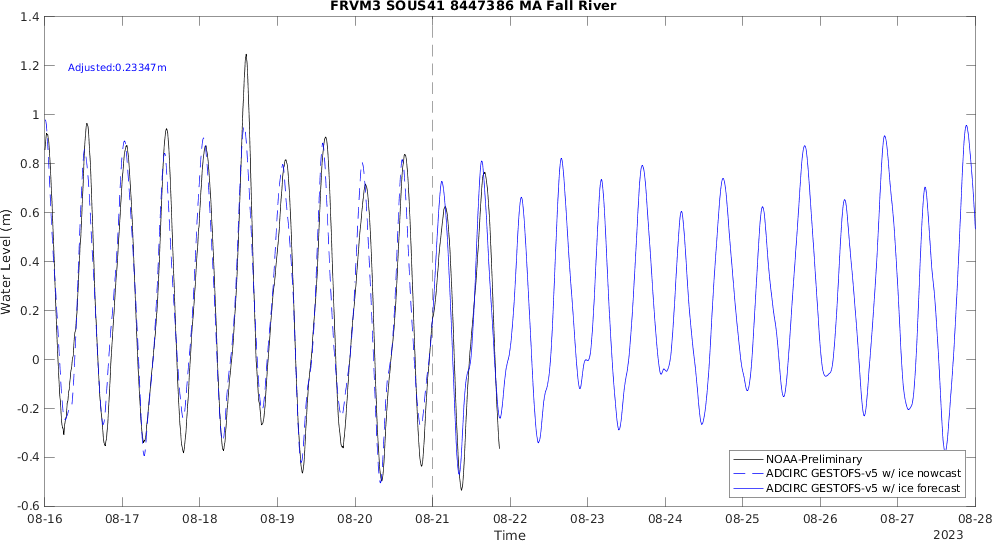 FRVM3 SOUS41 8447386 MA Fall River
1.4
1.2
1
0.8
0.6
0.4
0.2
0
-0.2
-0.4
-0.6
Water Level (m)
Adjusted:0.23347m
NOAA-Preliminary
ADCIRC GESTOFS-v5 w/ ice nowcast
ADCIRC GESTOFS-v5 w/ ice forecast
08-16 08-17 08-18 08-19 08-20 08-21 08-22 08-23 08-24 08-25 08-26 08-27 08-28
Time
2023